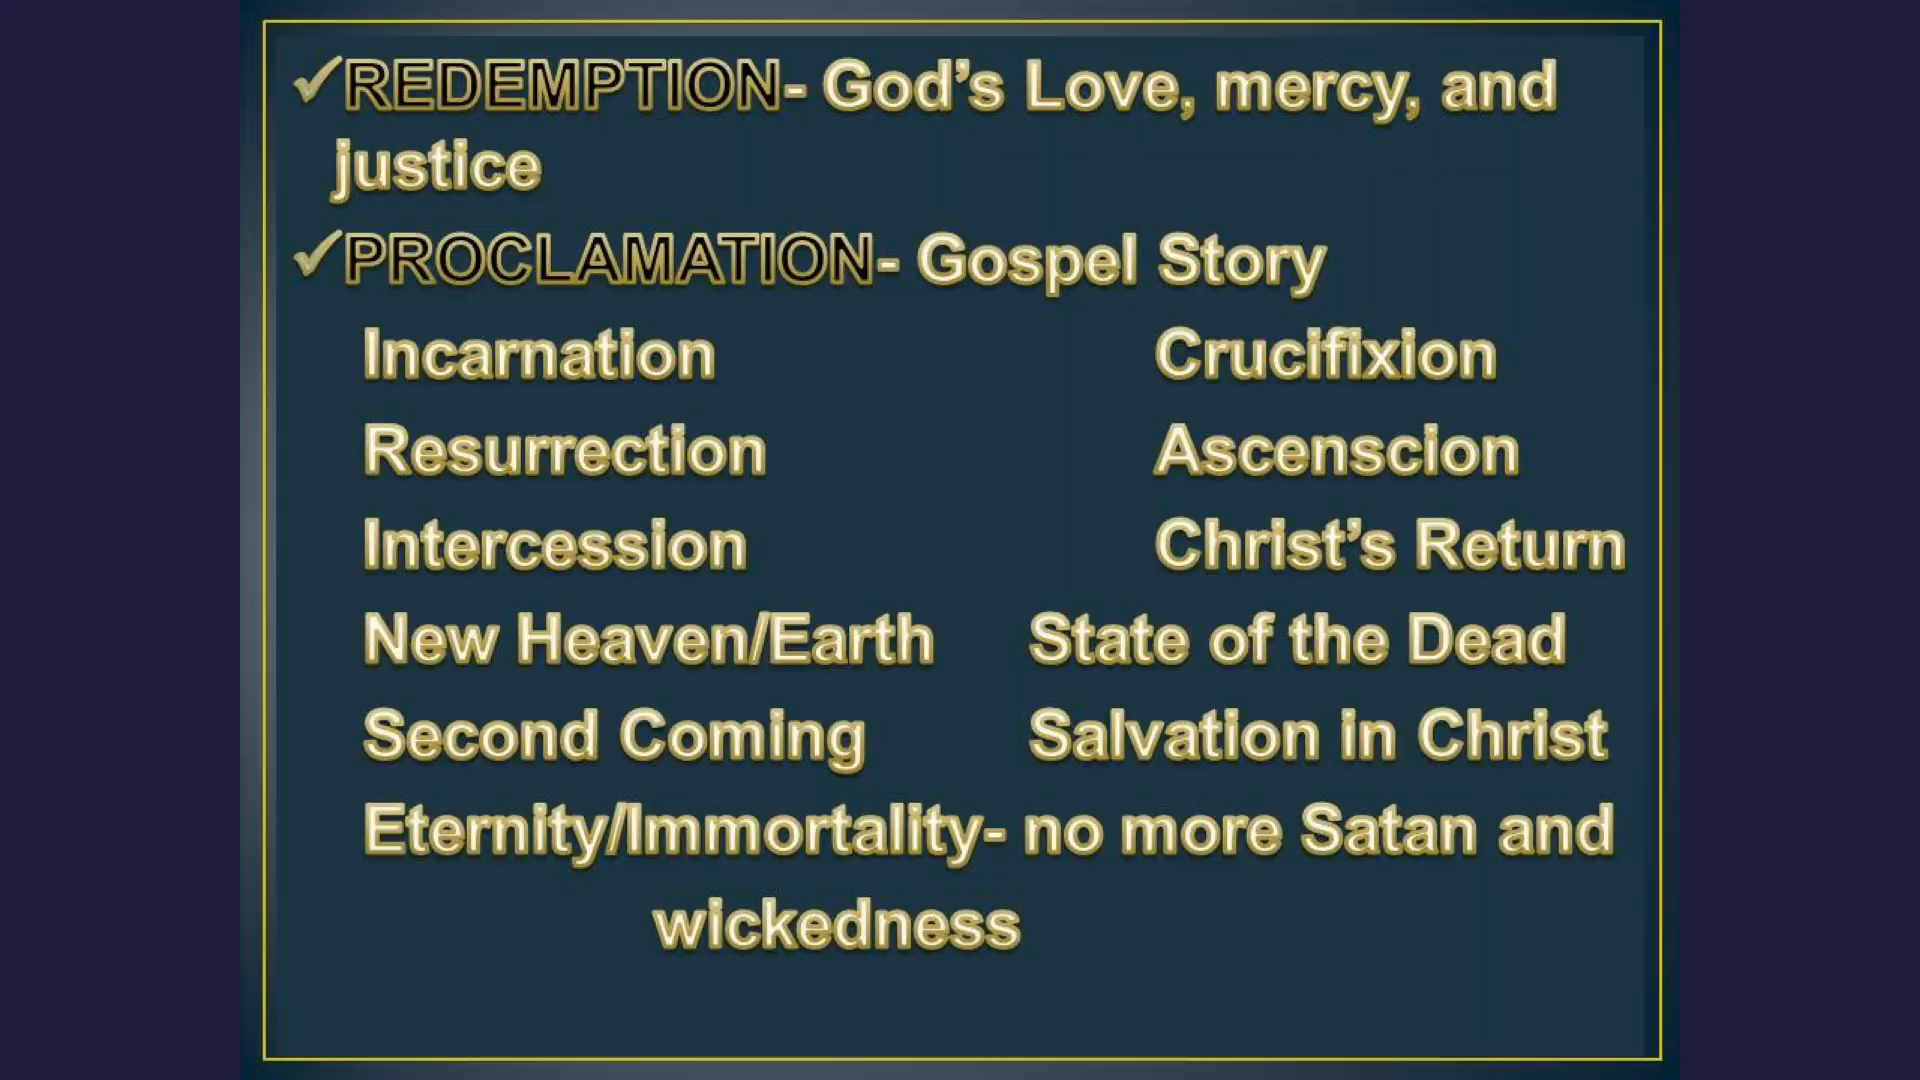 ✓REDEMPTION- God’s Love, mercy, and
justice
✓PROCLAMATION- Gospel Story
Incarnation Crucifixion
Resurrection Ascenscion
Intercession Christ’s Return
New Heaven/Earth State of the Dead
Second Coming Salvation in Christ
Eternity/Immortality- no more Satan and
wickedness